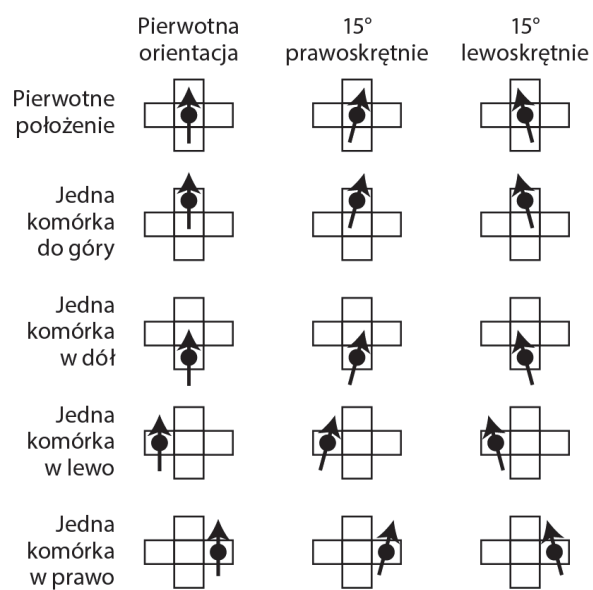 Pierwotna
orientacja
15°
prawoskrętnie
15°
lewoskrętnie
Pierwotne
położenie
Jedna
komórka
do góry
Jedna
komórka
w dół
Jedna
komórka
w lewo
Jedna
komórka
w prawo